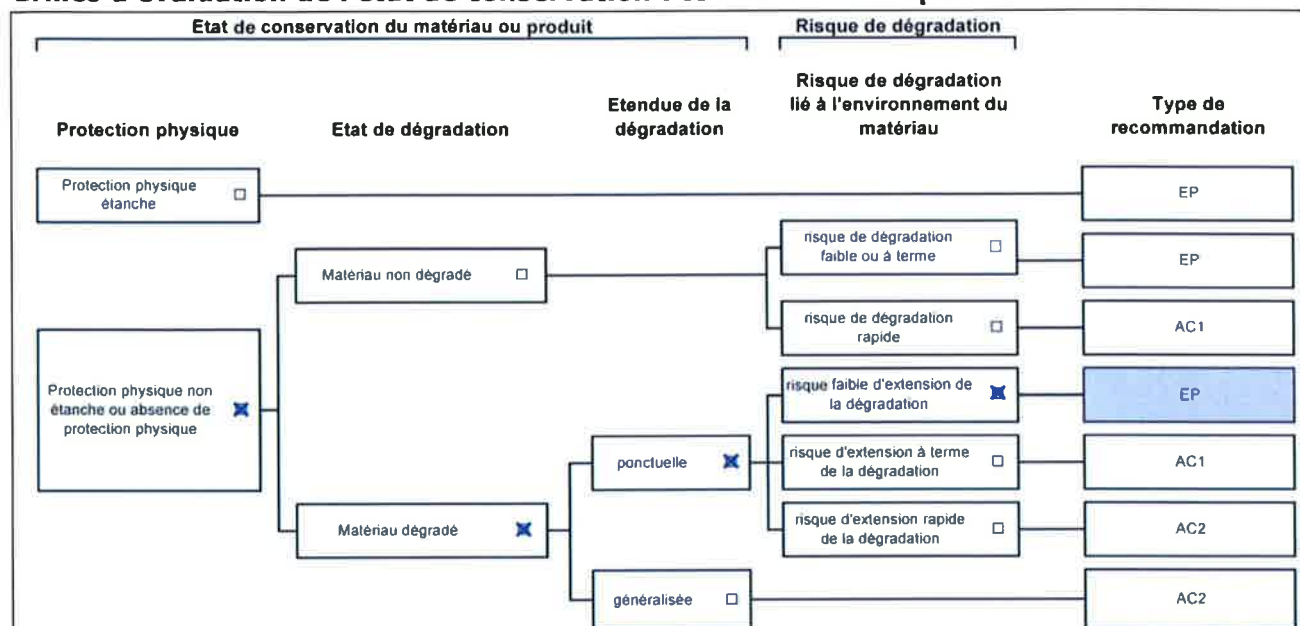 Etat de conservation du matériau ou produit
Risque de dégradation
Protection physique
Etat de dégradation
Etendue de la
dégradation
Risque de dégradation
lié à l'environnement du
matériau
Type de
recommandation
Protection physique
étanche
EP
risque de dégradation
faible ou à terme
EP
Matériau non dégradé
risque de dégradation
rapide
AC1
Protection physique non
étanche ou absence de
protection physique
risque faible d'extension de
la dégradation
EP
ponctuelle
risque d'extension à terme
de la dégradation
AC1
Matériau dégradé
risque d'extension rapide
de la dégradation
AC2
généralisée
AC2